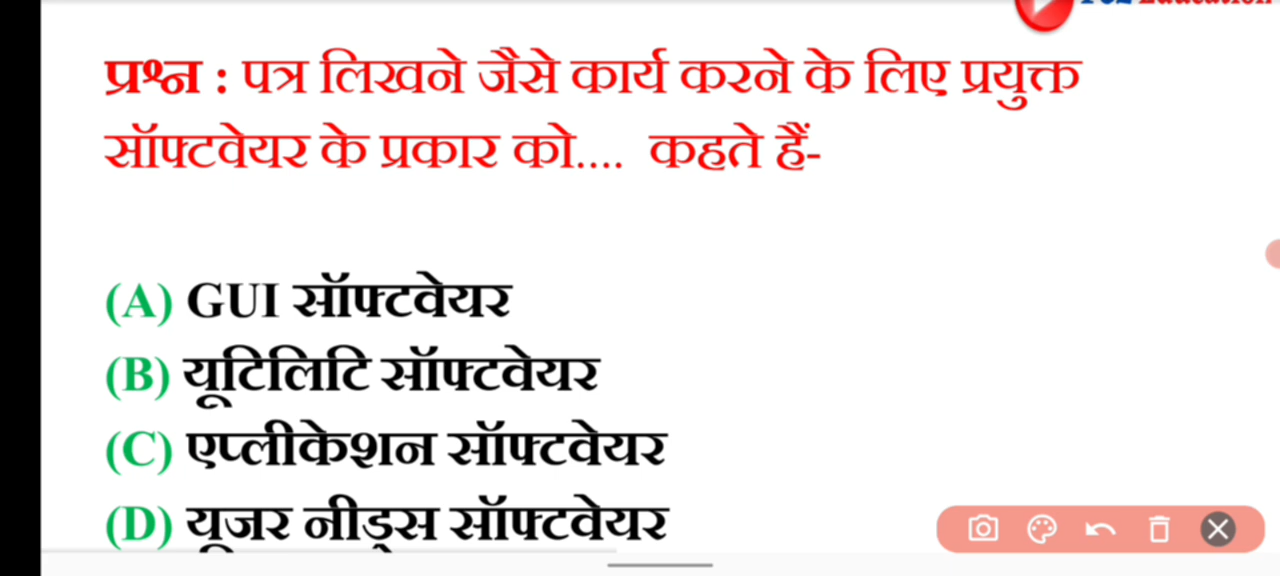 प्रश्न : पत्र लिखने जैसे कार्य करने के लिए प्रयुक्त
सॉफ्टवेयर के प्रकार को.... कहते हैं-
(A) GUI सॉफ्टवेयर
(B) यूटिलिटि सॉफ्टवेयर
(C) एप्लीकेशन सॉफ्टवेयर
(D) यूजर नीड्स सॉफ्टवेयर